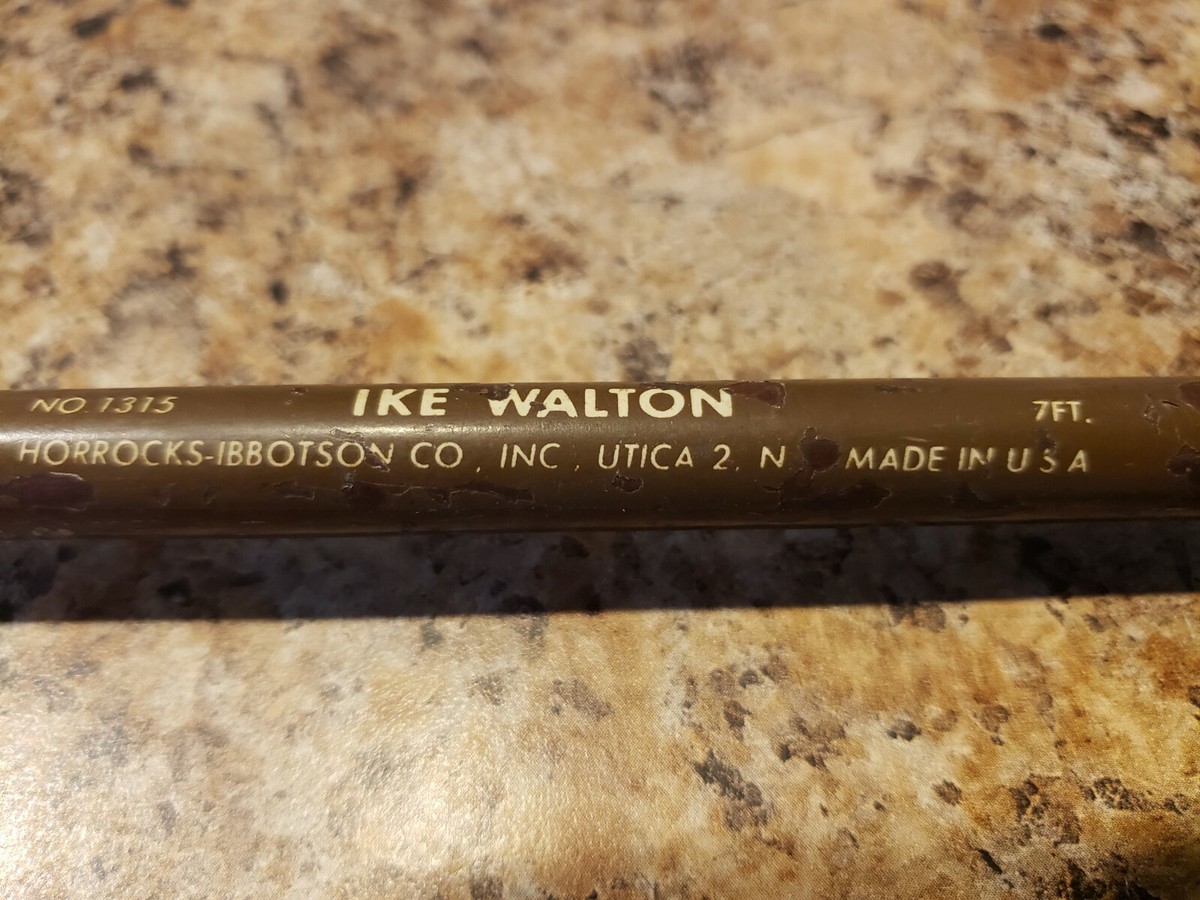 NO. 1315 IKE WALTON 7FT.
HORROCKS-IBBOTSON CO., INC., UTICA 2, N MADE IN U S A